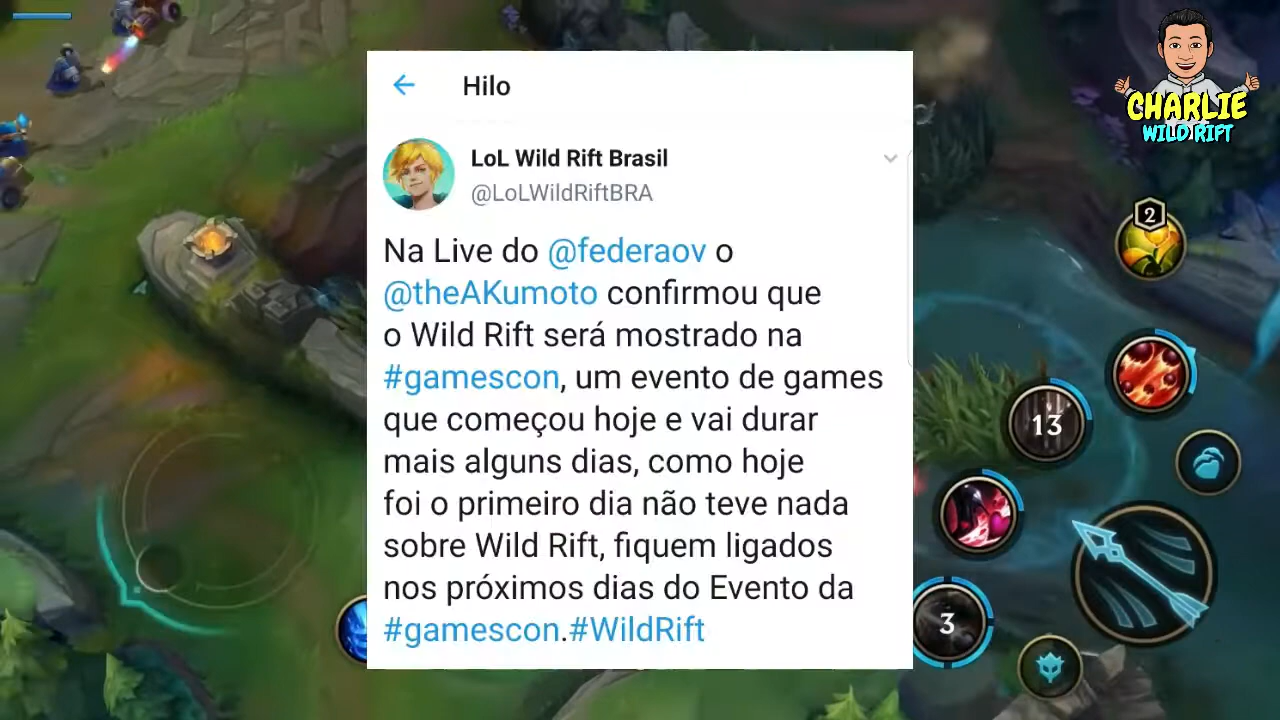 Hilo
CHARLIE
WILD RIFT
LoL Wild Rift Brasil
@LoLWildRiftBRA
Na Live do @federaov o
@theAKumoto confirmou que
o Wild Rift será mostrado na
#gamescon, um evento de games
que começou hoje e vai durar
mais alguns dias, como hoje
foi o primeiro dia não teve nada
sobre Wild Rift, fiquem ligados
nos próximos dias do Evento da
#gamescon.#WildRift
2
13
3